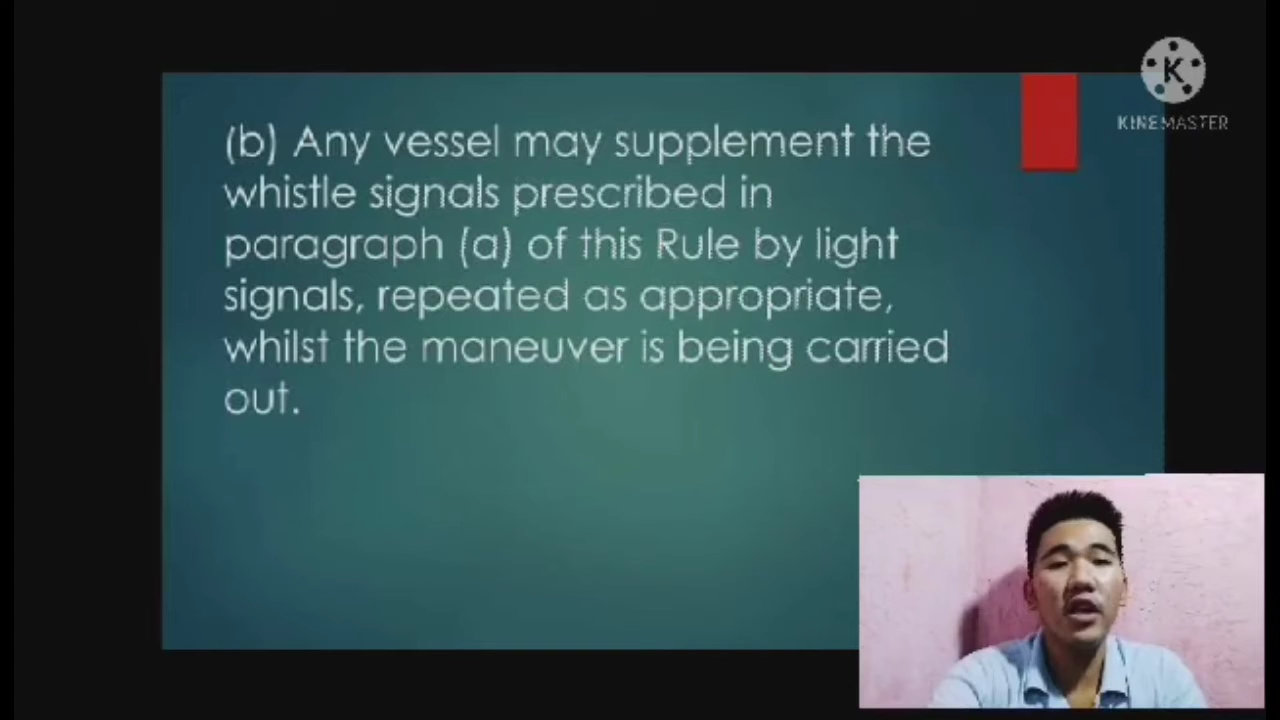 (b) Any vessel may supplement the
whistle signals prescribed in
paragraph (a) of this Rule by light
signals, repeated as appropriate,
whilst the maneuver is being carried
out.
K
KINEMASTER